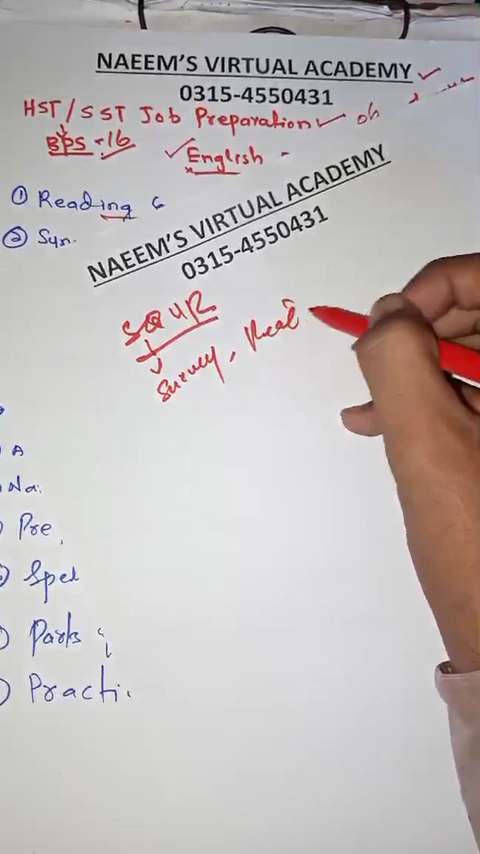 NAEEM'S VIRTUAL ACADEMY
0315-4550431
HST/SST Job Preparation
BPS-16 English -
① Reading
② Syn.
NAEEM'S VIRTUAL ACADEMY
0315-4550431
SQ4R
Survey,
A
Na.
Pre,
Spel
Parts
Practi.